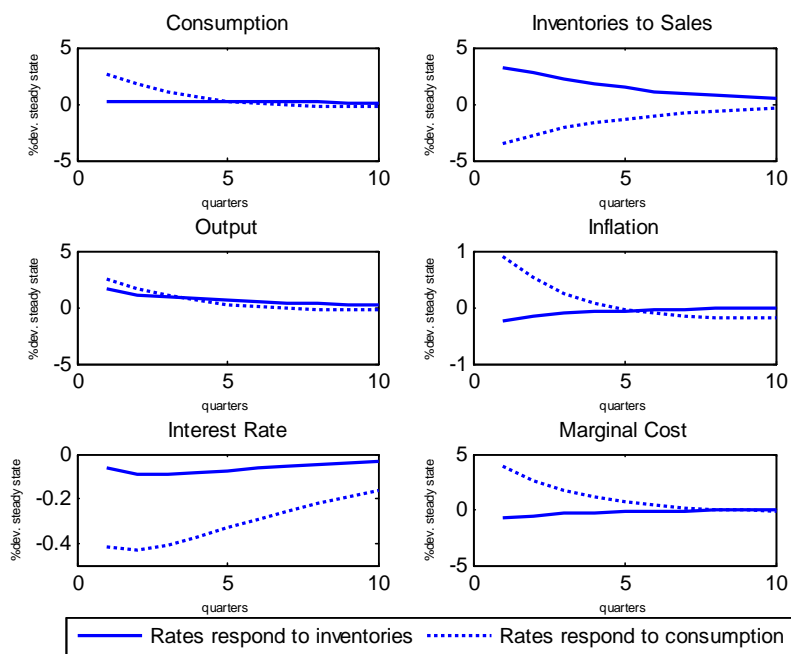 Consumption
Inventories to Sales
5
0
-5
%dev. steady state
0
5
10
quarters
5
0
-5
%dev. steady state
0
5
10
quarters
Output
Inflation
5
0
-5
%dev. steady state
0
5
10
quarters
1
0
-1
%dev. steady state
0
5
10
quarters
Interest Rate
Marginal Cost
0
-0.2
-0.4
%dev. steady state
0
5
10
quarters
5
0
-5
%dev. steady state
0
5
10
quarters
Rates respond to inventories
Rates respond to consumption